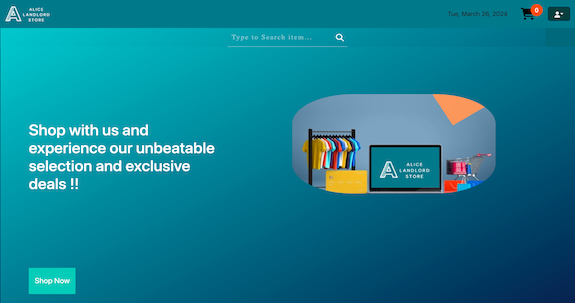 ALICE
LANDLORD
STORE
Tue, March 26, 2024
0
Type to Search item...
Shop with us and
experience our unbeatable
selection and exclusive
deals !!
ALICE
LANDLORD
STORE
Shop Now